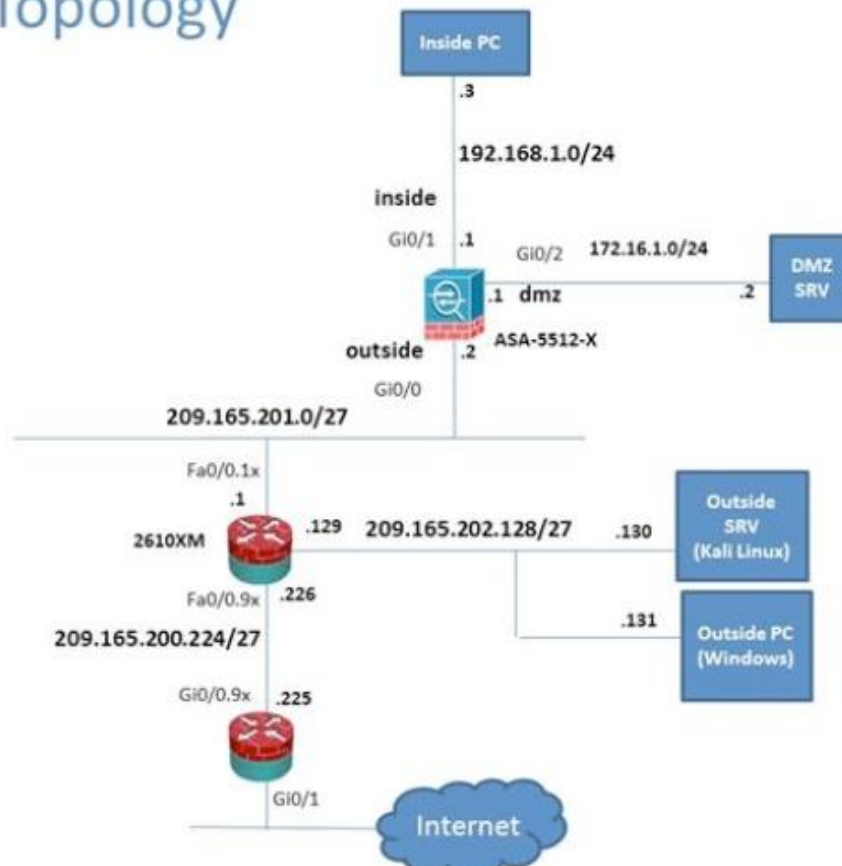 Topology
Inside PC
.3
192.168.1.0/24
inside
Gi0/1 .1
Gi0/2 172.16.1.0/24
DMZ
SRV
.1 dmz
.2
ASA-5512-X
outside .2
Gi0/0
209.165.201.0/27
Fa0/0.1x
.1
2610XM
.129 209.165.202.128/27 .130
Outside
SRV
(Kali Linux)
Fa0/0.9x .226
209.165.200.224/27
.131
Outside PC
(Windows)
Gi0/0.9x .225
Gi0/1
Internet